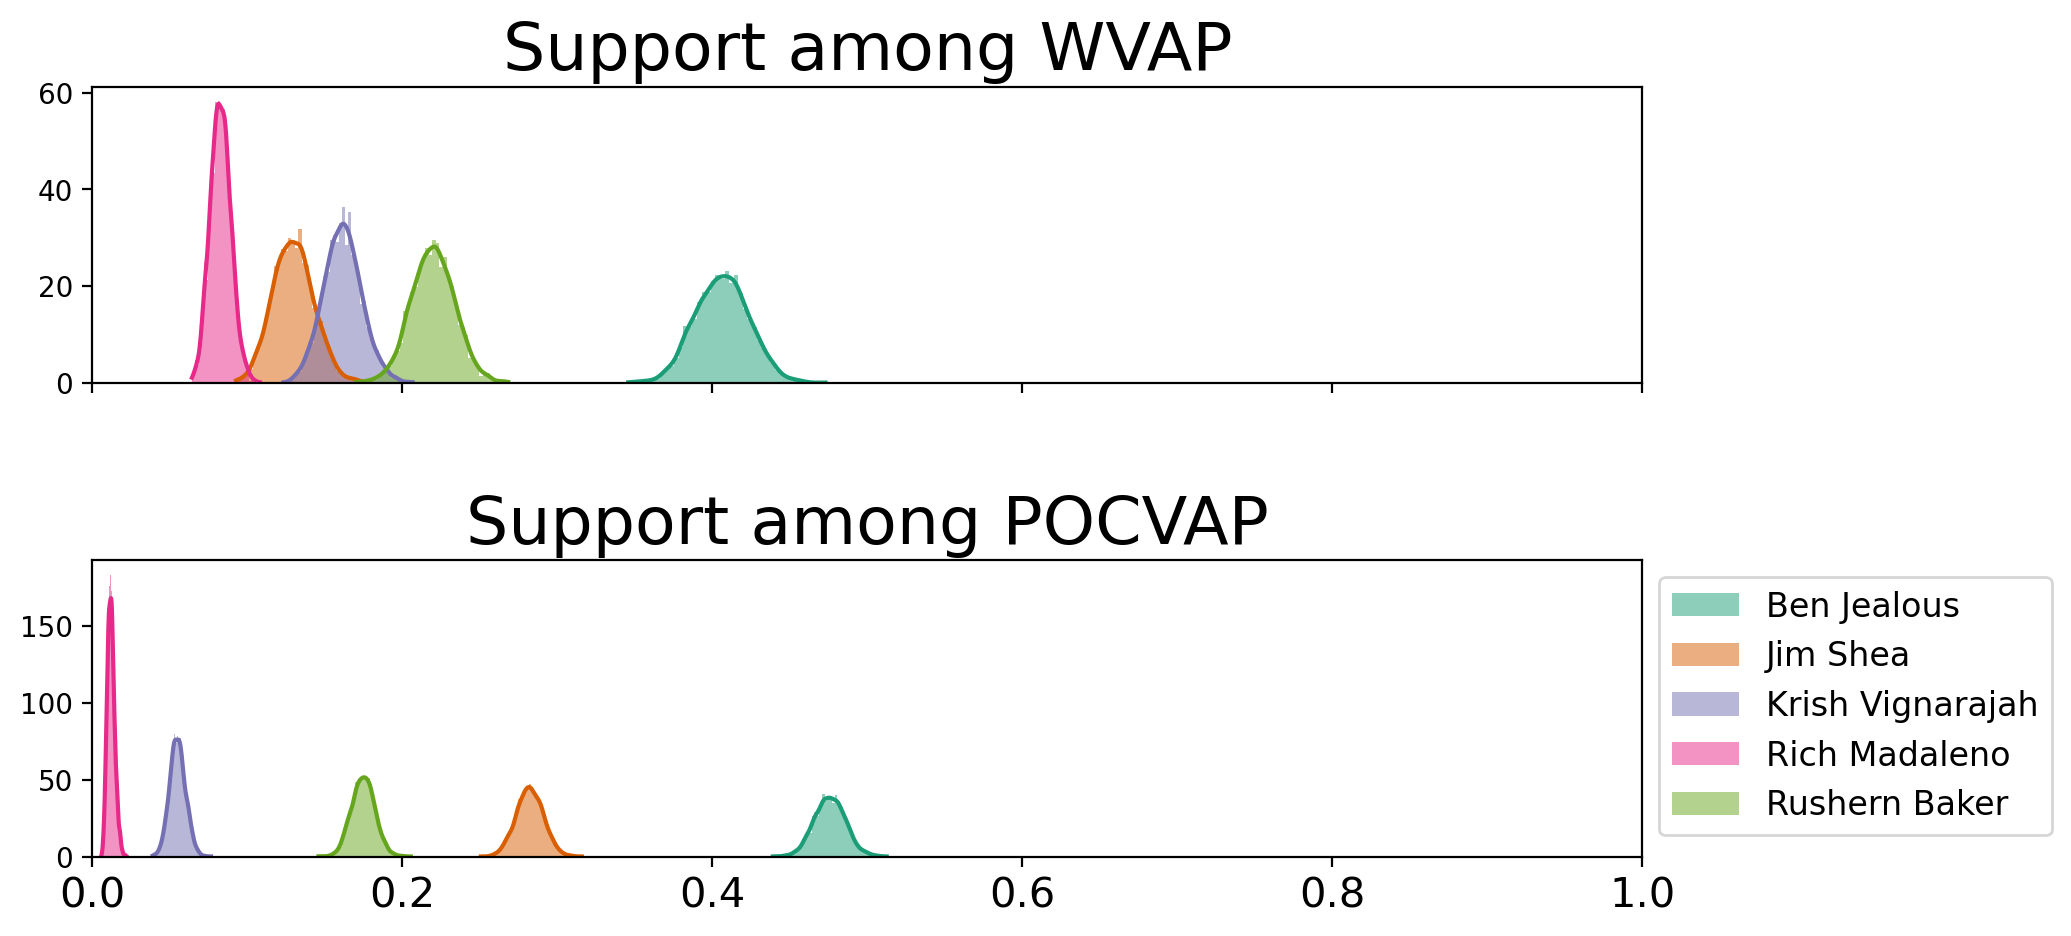 Support among WVAP
60
40
20
0
Support among POCVAP
150
100
50
0
0.0 0.2 0.4 0.6 0.8 1.0
Ben Jealous
Jim Shea
Krish Vignarajah
Rich Madaleno
Rushern Baker